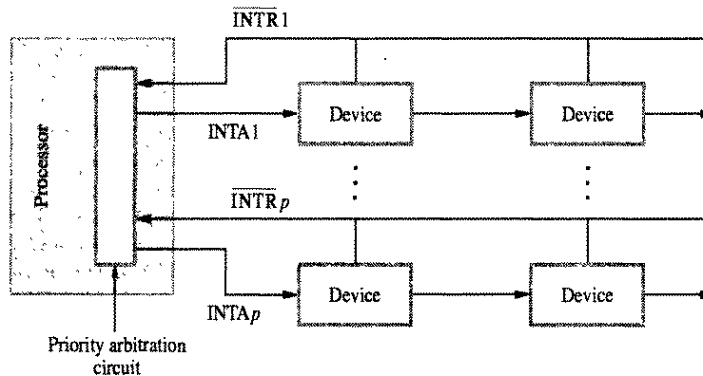 INTR1
Processor
INTA1
Device
Device
INTRp
INTAp
Device
Device
Priority arbitration
circuit